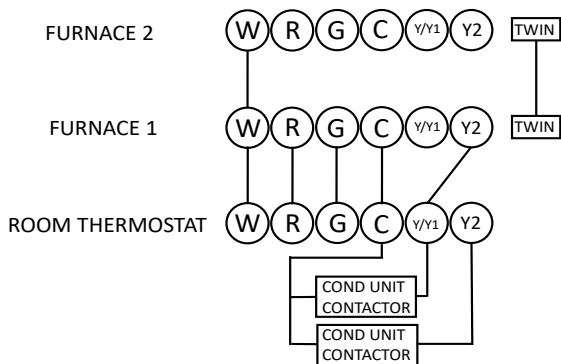 FURNACE 2 W R G C Y/Y1 Y2 TWIN
FURNACE 1 W R G C Y/Y1 Y2 TWIN
ROOM THERMOSTAT W R G C Y/Y1 Y2
COND UNIT
CONTACTOR
COND UNIT
CONTACTOR